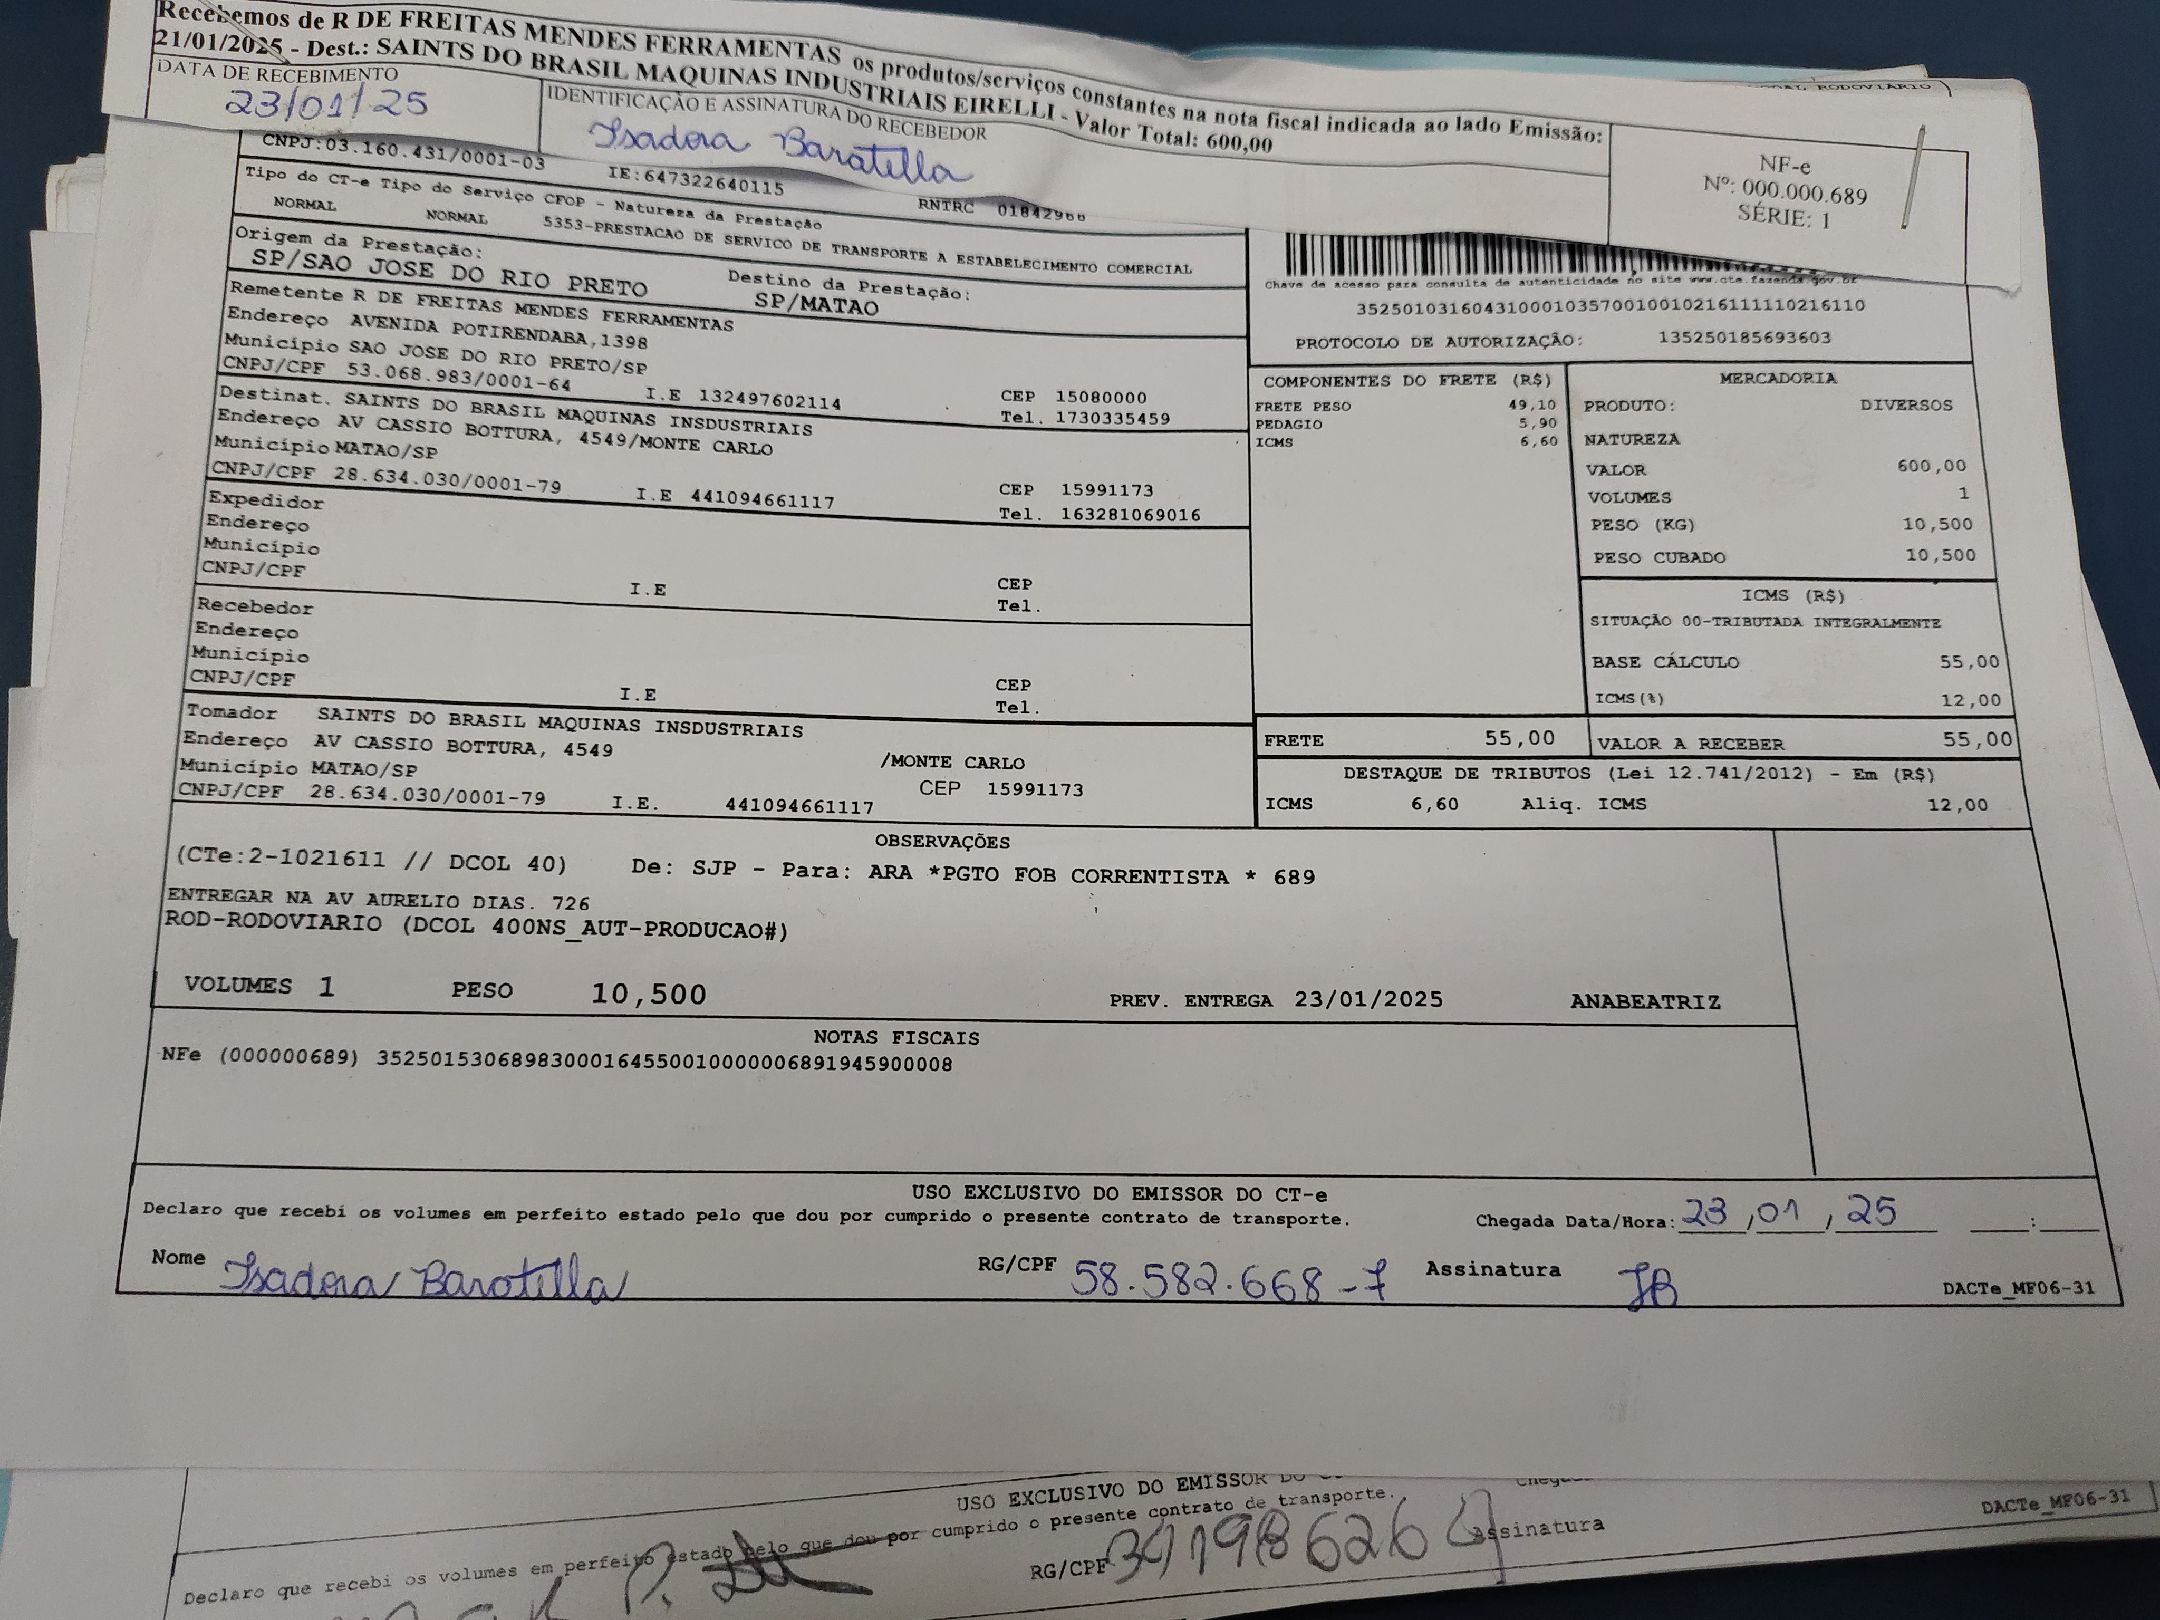 Recebemos de R DE FREITAS MENDES FERRAMENTAS os produtos/serviços constantes na nota fiscal indicada ao lado Emissão:
21/01/2025 - Dest.: SAINTS DO BRASIL MAQUINAS INDUSTRIAIS EIRELLI - Valor Total: 600,00
DATA DE RECEBIMENTO
23/01/25
IDENTIFICAÇÃO E ASSINATURA DO RECEBEDOR
Isadora Baratella
NF-e
Nº: 000.000.689
SÉRIE: 1
RODOVIÁRIO
CNPJ:03.160.431/0001-03 IE:647322640115 RNTRC 01842966
Tipo do CT-e Tipo do Serviço CFOP - Natureza da Prestação
NORMAL NORMAL 5353-PRESTACAO DE SERVICO DE TRANSPORTE A ESTABELECIMENTO COMERCIAL
Origem da Prestação: Destino da Prestação:
SP/SAO JOSE DO RIO PRETO SP/MATAO
Remetente R DE FREITAS MENDES FERRAMENTAS
Endereço AVENIDA POTIRENDABA,1398
Município SAO JOSE DO RIO PRETO/SP CEP 15080000
CNPJ/CPF 53.068.983/0001-64 I.E 132497602114 Tel. 1730335459
Destinat. SAINTS DO BRASIL MAQUINAS INSDUSTRIAIS
Endereço AV CASSIO BOTTURA, 4549/MONTE CARLO
Município MATAO/SP CEP 15991173
CNPJ/CPF 28.634.030/0001-79 I.E 441094661117 Tel. 163281069016
Expedidor
Endereço
Município CEP
CNPJ/CPF I.E Tel.
Recebedor
Endereço
Município CEP
CNPJ/CPF I.E Tel.
Tomador SAINTS DO BRASIL MAQUINAS INSDUSTRIAIS
Endereço AV CASSIO BOTTURA, 4549 /MONTE CARLO
Município MATAO/SP CEP 15991173
CNPJ/CPF 28.634.030/0001-79 I.E. 441094661117
Chave de acesso para consulta de autenticidade no site www.cte.fazenda.gov.br
35250103160431000103570010010216111110216110
PROTOCOLO DE AUTORIZAÇÃO: 135250185693603
COMPONENTES DO FRETE (R$)
FRETE PESO 49,10
PEDAGIO 5,90
ICMS 6,60
MERCADORIA
PRODUTO: DIVERSOS
NATUREZA
VALOR 600,00
VOLUMES 1
PESO (KG) 10,500
PESO CUBADO 10,500
ICMS (R$)
SITUAÇÃO 00-TRIBUTADA INTEGRALMENTE
BASE CÁLCULO 55,00
ICMS(%) 12,00
FRETE 55,00 VALOR A RECEBER 55,00
DESTAQUE DE TRIBUTOS (Lei 12.741/2012) - Em (R$)
ICMS 6,60 Aliq. ICMS 12,00
OBSERVAÇÕES
(CTe:2-1021611 // DCOL 40) De: SJP - Para: ARA *PGTO FOB CORRENTISTA * 689
ENTREGAR NA AV AURELIO DIAS. 726
ROD-RODOVIARIO (DCOL 400NS_AUT-PRODUCAO#)
VOLUMES 1 PESO 10,500 PREV. ENTREGA 23/01/2025 ANABEATRIZ
NOTAS FISCAIS
NFe (000000689) 35250153068983000164550010000006891945900008
USO EXCLUSIVO DO EMISSOR DO CT-e
Declaro que recebi os volumes em perfeito estado pelo que dou por cumprido o presente contrato de transporte. Chegada Data/Hora: 23 , 01 , 25 :
Nome Isadora Baratella RG/CPF 58.582.668-7 Assinatura IB
DACTe_MF06-31
USO EXCLUSIVO DO EMISSOR DO
Declaro que recebi os volumes em perfeito estado pelo que dou por cumprido o presente contrato de transporte.
RG/CPF assinatura
DACTe_MF06-31